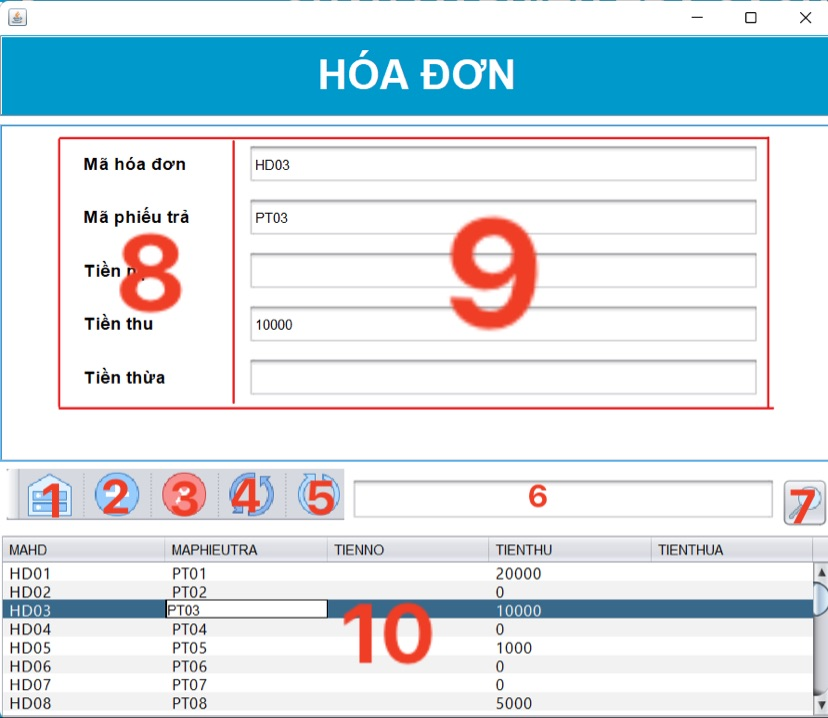 HÓA ĐƠN
Mã hóa đơn HD03
Mã phiếu trả PT03
Tiền
8 9
Tiền thu 10000
Tiền thừa
1 2 3 4 5 6 7
MAHD MAPHIEUTRA TIENNO TIENTHU TIENTHUA
HD01 PT01 20000
HD02 PT02 0
HD03 PT03 10000
HD04 PT04 0
10
HD05 PT05 1000
HD06 PT06 0
HD07 PT07 0
HD08 PT08 5000